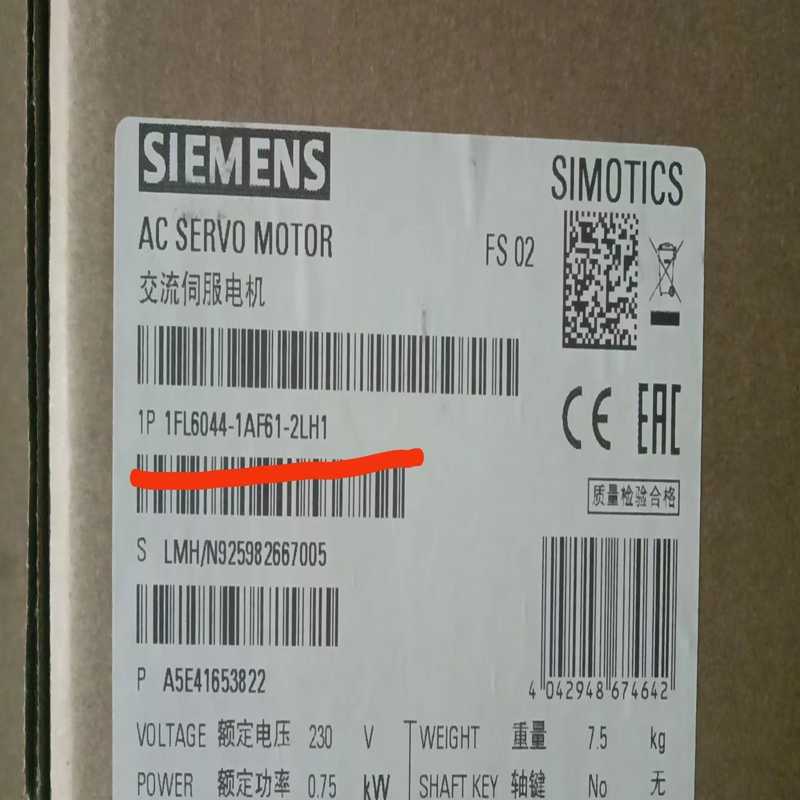 SIEMENS
SIMOTICS
AC SERVO MOTOR
FS 02
交流伺服电机
1P 1FL6044-1AF61-2LH1
CE EAC
质量检验合格
S LMH/N925982667005
P A5E41653822
4 042948 674642
VOLTAGE 额定电压 230 V
WEIGHT 重量 7.5 kg
POWER 额定功率 0.75 kW
SHAFT KEY 轴键 No 无